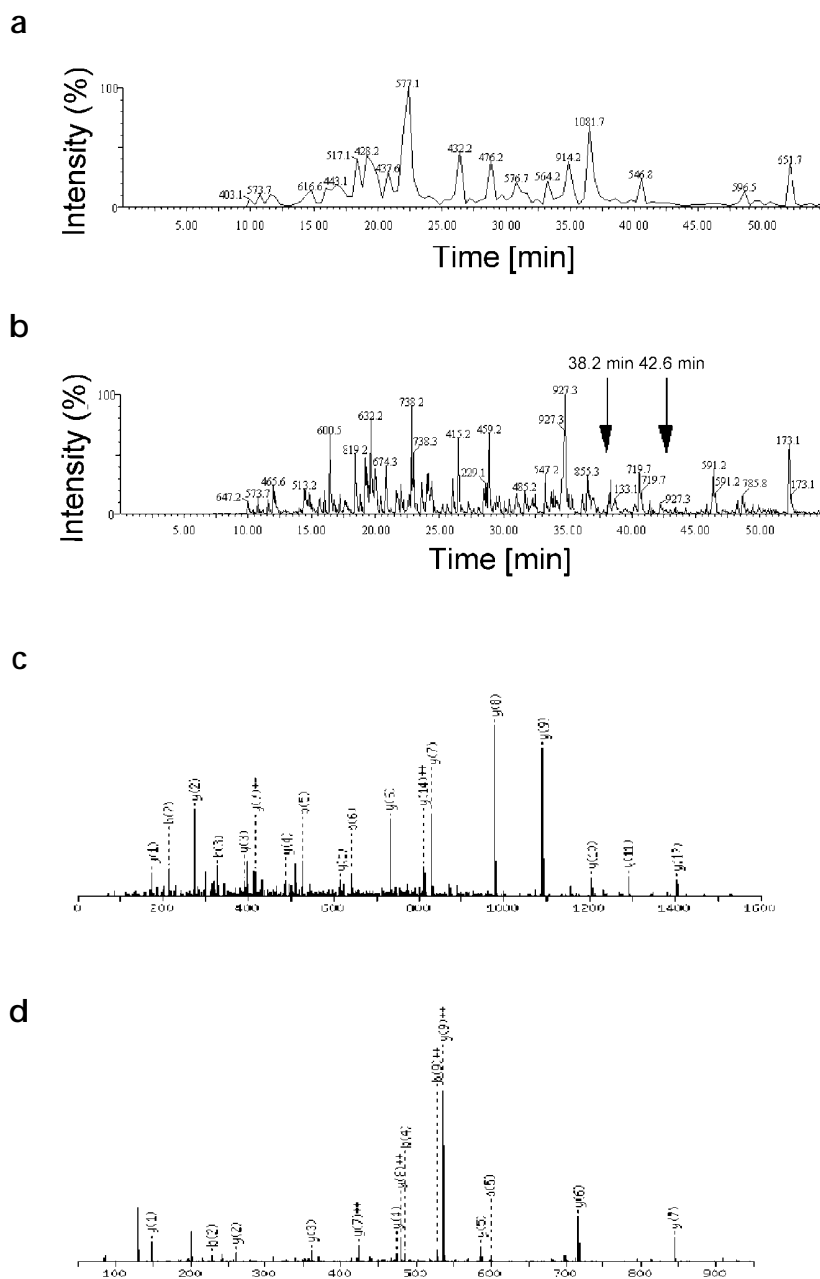 a
Intensity (%)
100
0
403.1
573.7
616.6
443.1
517.1
428.2
437.6
577.1
432.2
476.2
576.7
564.2
914.2
1081.7
546.8
596.5
651.7
5.00 10.00 15.00 20.00 25.00 30.00 35.00 40.00 45.00 50.00
Time [min]
b
38.2 min 42.6 min
Intensity (%)
100
0
647.2
573.7
465.6
513.2
600.5
819.2
632.2
674.3
738.2
738.3
415.2
229.1
459.2
485.2
547.2
927.3
927.3
855.3
133.1
719.7
719.7
927.3
591.2
591.2
785.8
173.1
173.1
5.00 10.00 15.00 20.00 25.00 30.00 35.00 40.00 45.00 50.00
Time [min]
c
y(1)
b(2)
y(2)
b(3)
y(3)
y(7)++
y(4)
b(5)
b(6)
y(14)++
y(7)
y(8)
y(9)
y(10)
y(11)
y(12)
0 200 400 600 800 1000 1200 1400 1600
d
y(1)
b(2)
y(2)
y(3)
y(7)++
y(4)
y(8)++
b(4)
b(9)++
y(9)++
y(5)
b(5)
y(6)
y(7)
100 200 300 400 500 600 700 800 900